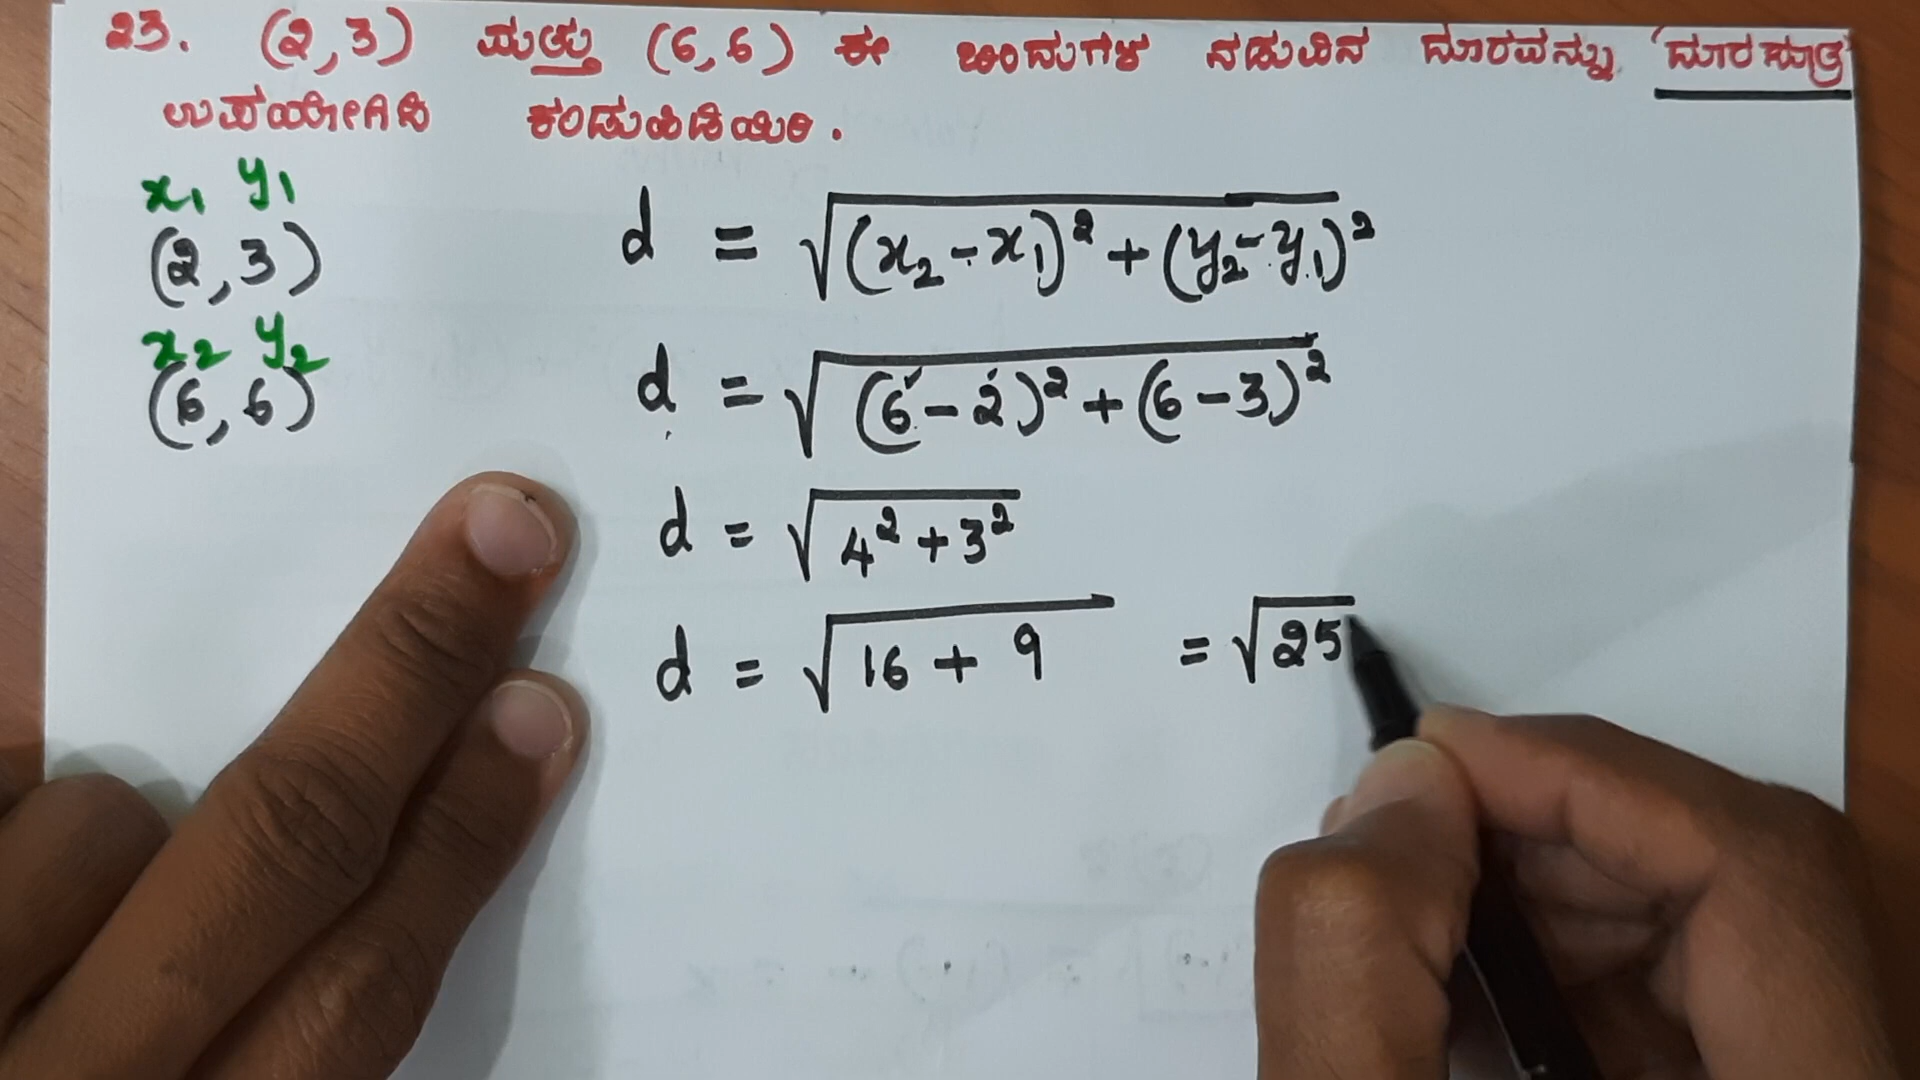 23. (2,3) ಮತ್ತು (6,6) ಈ ಬಿಂದುಗಳ ನಡುವಿನ ದೂರವನ್ನು 'ದೂರ ಸೂತ್ರ
ಉಪಯೋಗಿಸಿ ಕಂಡುಹಿಡಿಯಿರಿ.
x₁ y₁
(2,3)
x₂ y₂
(6,6)
d = √(x₂-x₁)² + (y₂-y₁)²
d = √(6-2)² + (6-3)²
d = √4² + 3²
d = √16 + 9 = √25